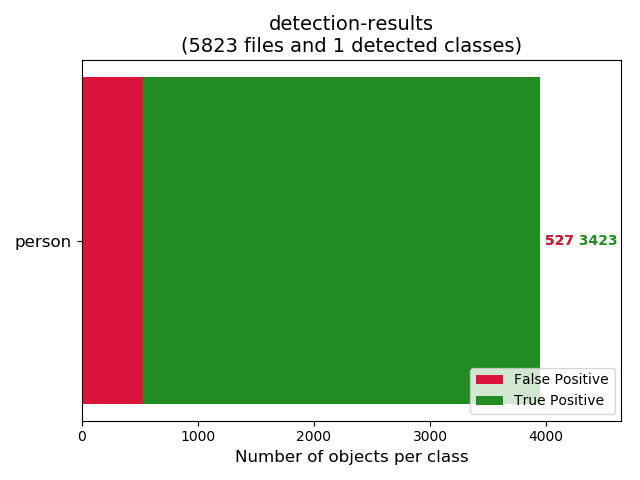 detection-results
(5823 files and 1 detected classes)
person
527 3423
False Positive
True Positive
0 1000 2000 3000 4000
Number of objects per class